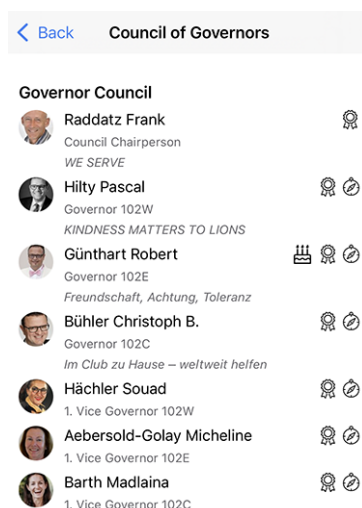 Back
Council of Governors
Governor Council
Raddatz Frank
Council Chairperson
WE SERVE
Hilty Pascal
Governor 102W
KINDNESS MATTERS TO LIONS
Günthart Robert
Governor 102E
Freundschaft, Achtung, Toleranz
Bühler Christoph B.
Governor 102C
Im Club zu Hause – weltweit helfen
Hächler Souad
1. Vice Governor 102W
Aebersold-Golay Micheline
1. Vice Governor 102E
Barth Madlaina
1. Vice Governor 102C